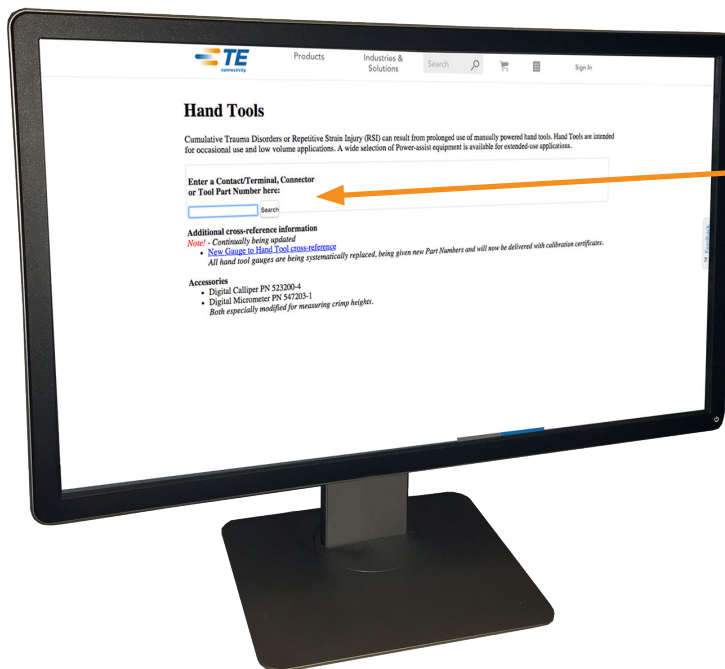 TE
connectivity
Products
Industries &
Solutions
Search
Sign In
Hand Tools
Cumulative Trauma Disorders or Repetitive Strain Injury (RSI) can result from prolonged use of manually powered hand tools. Hand Tools are intended
for occasional use and low volume applications. A wide selection of Power-assist equipment is available for extended-use applications.
Enter a Contact/Terminal, Connector
or Tool Part Number here:
Search
Additional cross-reference information
Note! - Continually being updated
• New Gauge to Hand Tool cross-reference
All hand tool gauges are being systematically replaced, being given new Part Numbers and will now be delivered with calibration certificates.
Accessories
• Digital Calliper PN 523200-4
• Digital Micrometer PN 547203-1
Both especially modified for measuring crimp heights.
Feedback